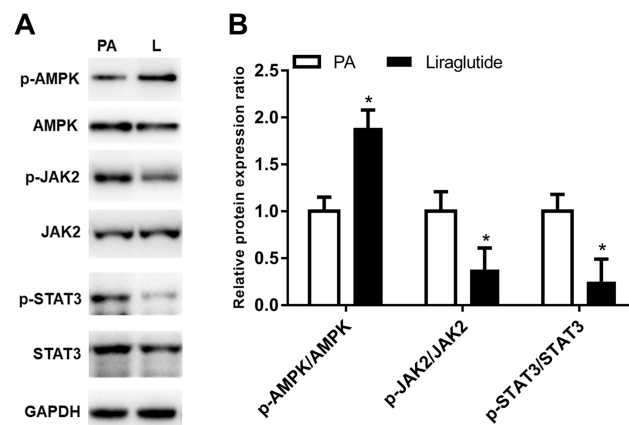 A
PA L
p-AMPK
AMPK
p-JAK2
JAK2
p-STAT3
STAT3
GAPDH
B
PA Liraglutide
Relative protein expression ratio
2.5
2.0
1.5
1.0
0.5
0.0
*
*
*
p-AMPK/AMPK
p-JAK2/JAK2
p-STAT3/STAT3